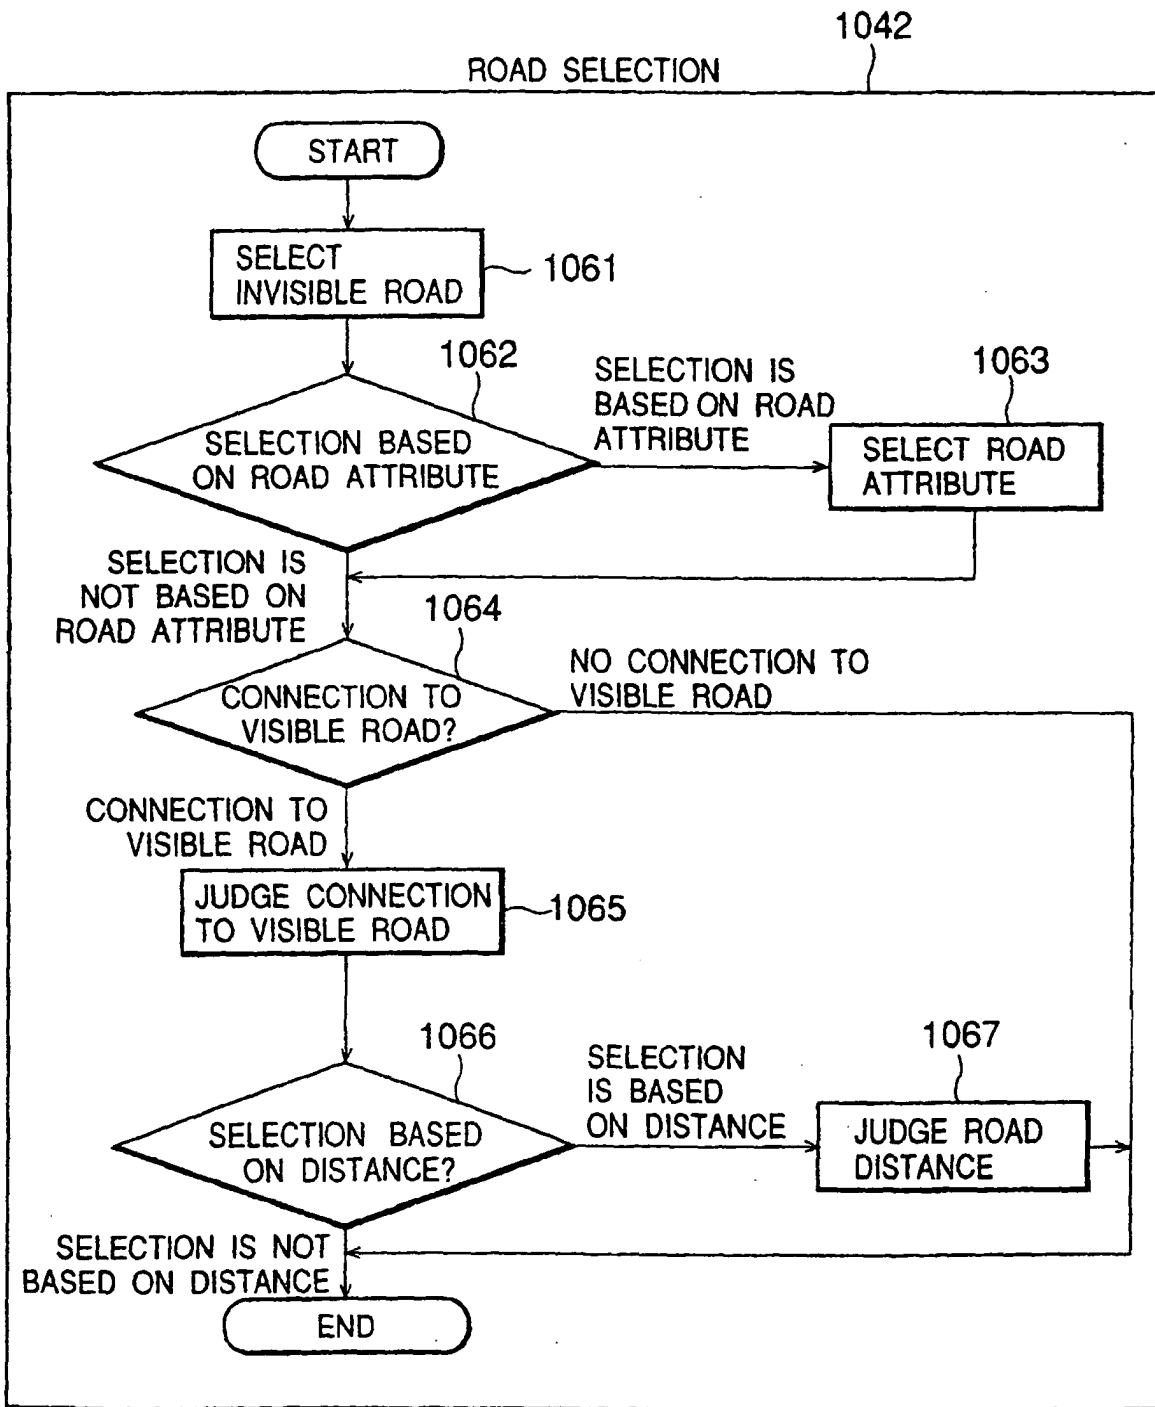 1042
ROAD SELECTION
START
SELECT
INVISIBLE ROAD
1061
1062
SELECTION BASED
ON ROAD ATTRIBUTE
SELECTION IS
BASED ON ROAD
ATTRIBUTE
1063
SELECT ROAD
ATTRIBUTE
SELECTION IS
NOT BASED ON
ROAD ATTRIBUTE
1064
CONNECTION TO
VISIBLE ROAD?
NO CONNECTION TO
VISIBLE ROAD
CONNECTION TO
VISIBLE ROAD
JUDGE CONNECTION
TO VISIBLE ROAD
1065
1066
SELECTION BASED
ON DISTANCE?
SELECTION
IS BASED
ON DISTANCE
1067
JUDGE ROAD
DISTANCE
SELECTION IS NOT
BASED ON DISTANCE
END